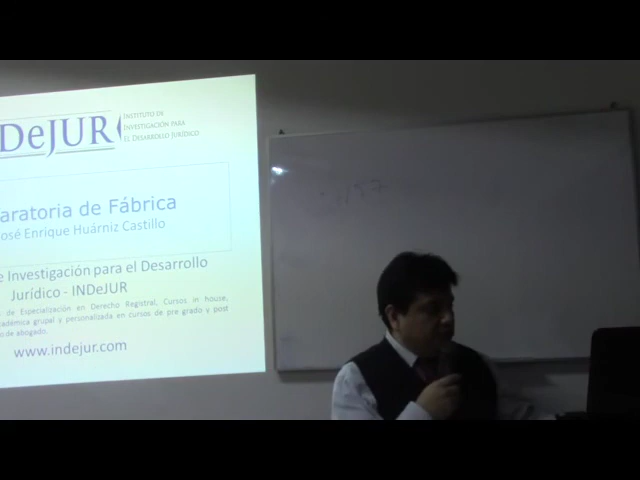 DeJUR
INSTITUTO DE
INVESTIGACIÓN PARA
EL DESARROLLO JURÍDICO
aratoria de Fábrica
osé Enrique Huárniz Castillo
e Investigación para el Desarrollo
Jurídico - INDeJUR
de Especialización en Derecho Registral, Cursos in house,
cadémica grupal y personalizada en cursos de pre grado y post
o de abogado.
www.indejur.com